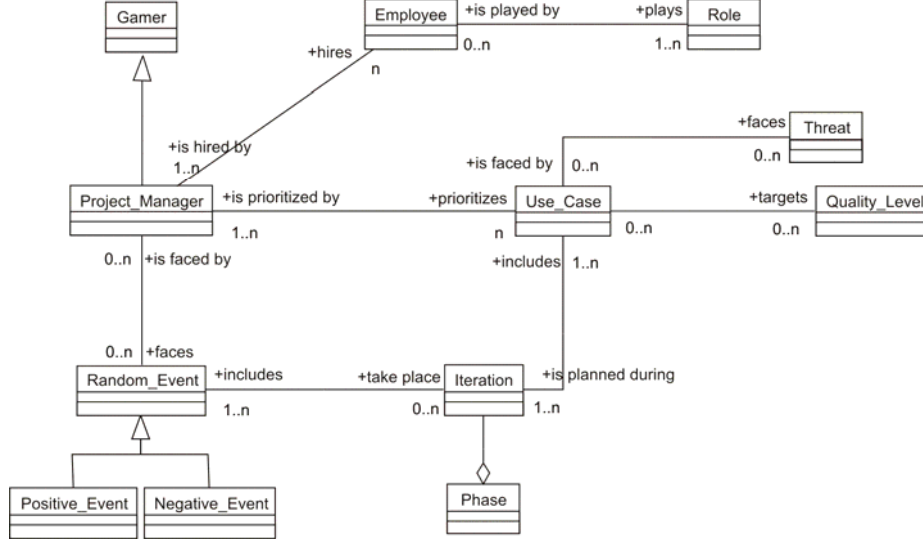 Gamer
Employee
+is played by
+plays
Role
0..n
1..n
+hires
n
+is hired by
1..n
+faces
Threat
0..n
+is faced by
0..n
Project_Manager
+is prioritized by
+prioritizes
Use_Case
+targets
Quality_Level
1..n
n
0..n
0..n
0..n
+is faced by
+includes
1..n
0..n
+faces
Random_Event
+includes
+take place
Iteration
+is planned during
1..n
0..n
1..n
Positive_Event
Negative_Event
Phase